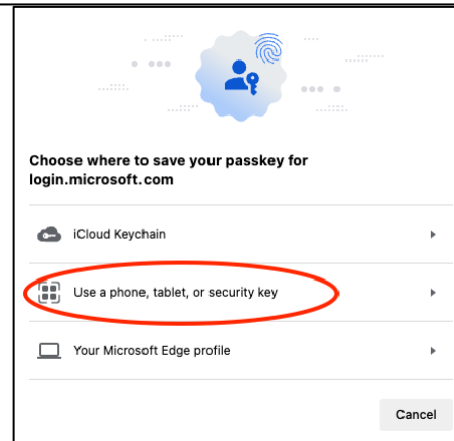 Choose where to save your passkey for
login.microsoft.com
iCloud Keychain
Use a phone, tablet, or security key
Your Microsoft Edge profile
Cancel